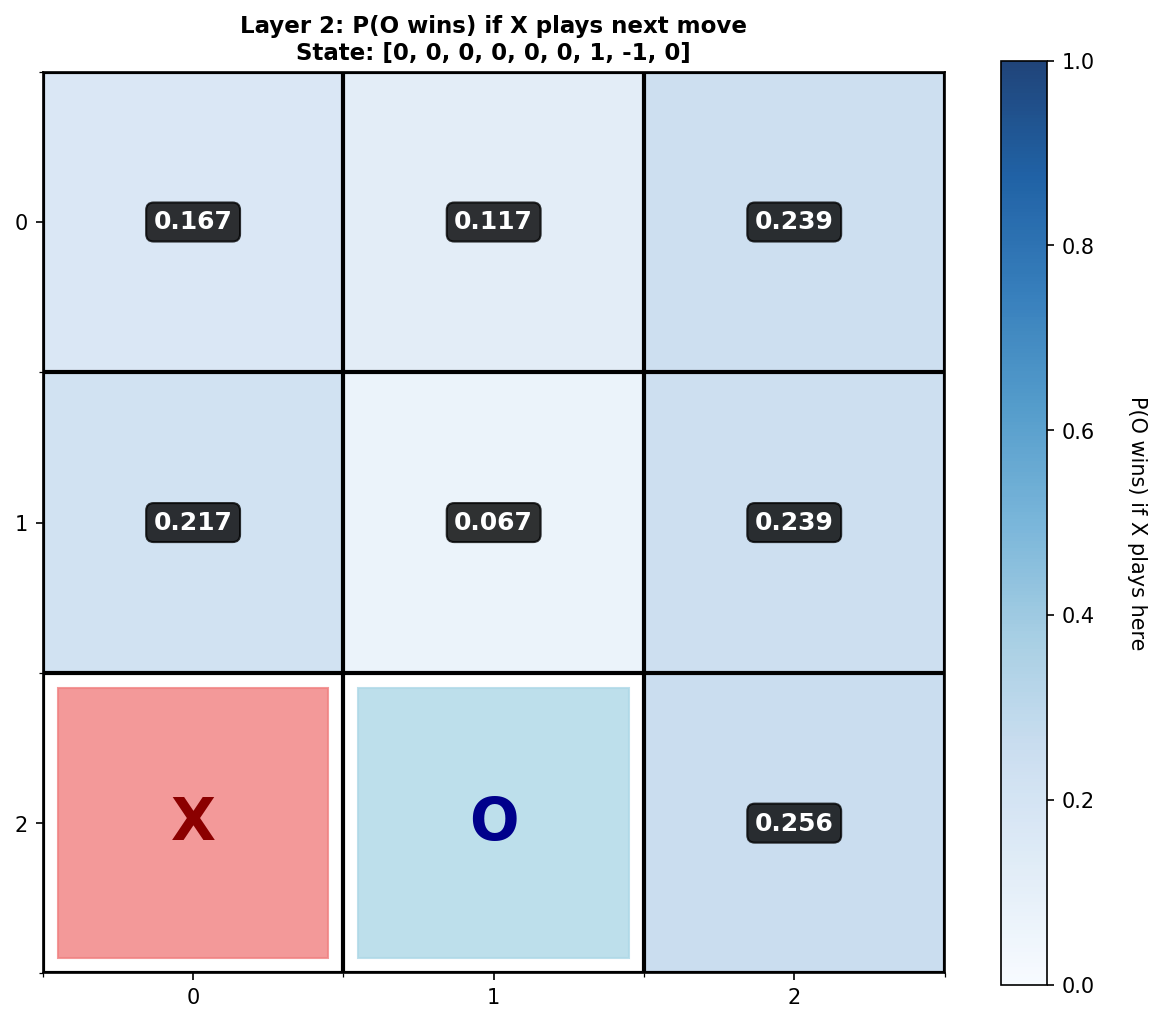 Layer 2: P(O wins) if X plays next move
State: [0, 0, 0, 0, 0, 0, 1, -1, 0]
1.0
0.8
0.6
0.4
0.2
0.0
P(O wins) if X plays here
0
0.167 0.117 0.239
1
0.217 0.067 0.239
2
X O 0.256
0 1 2